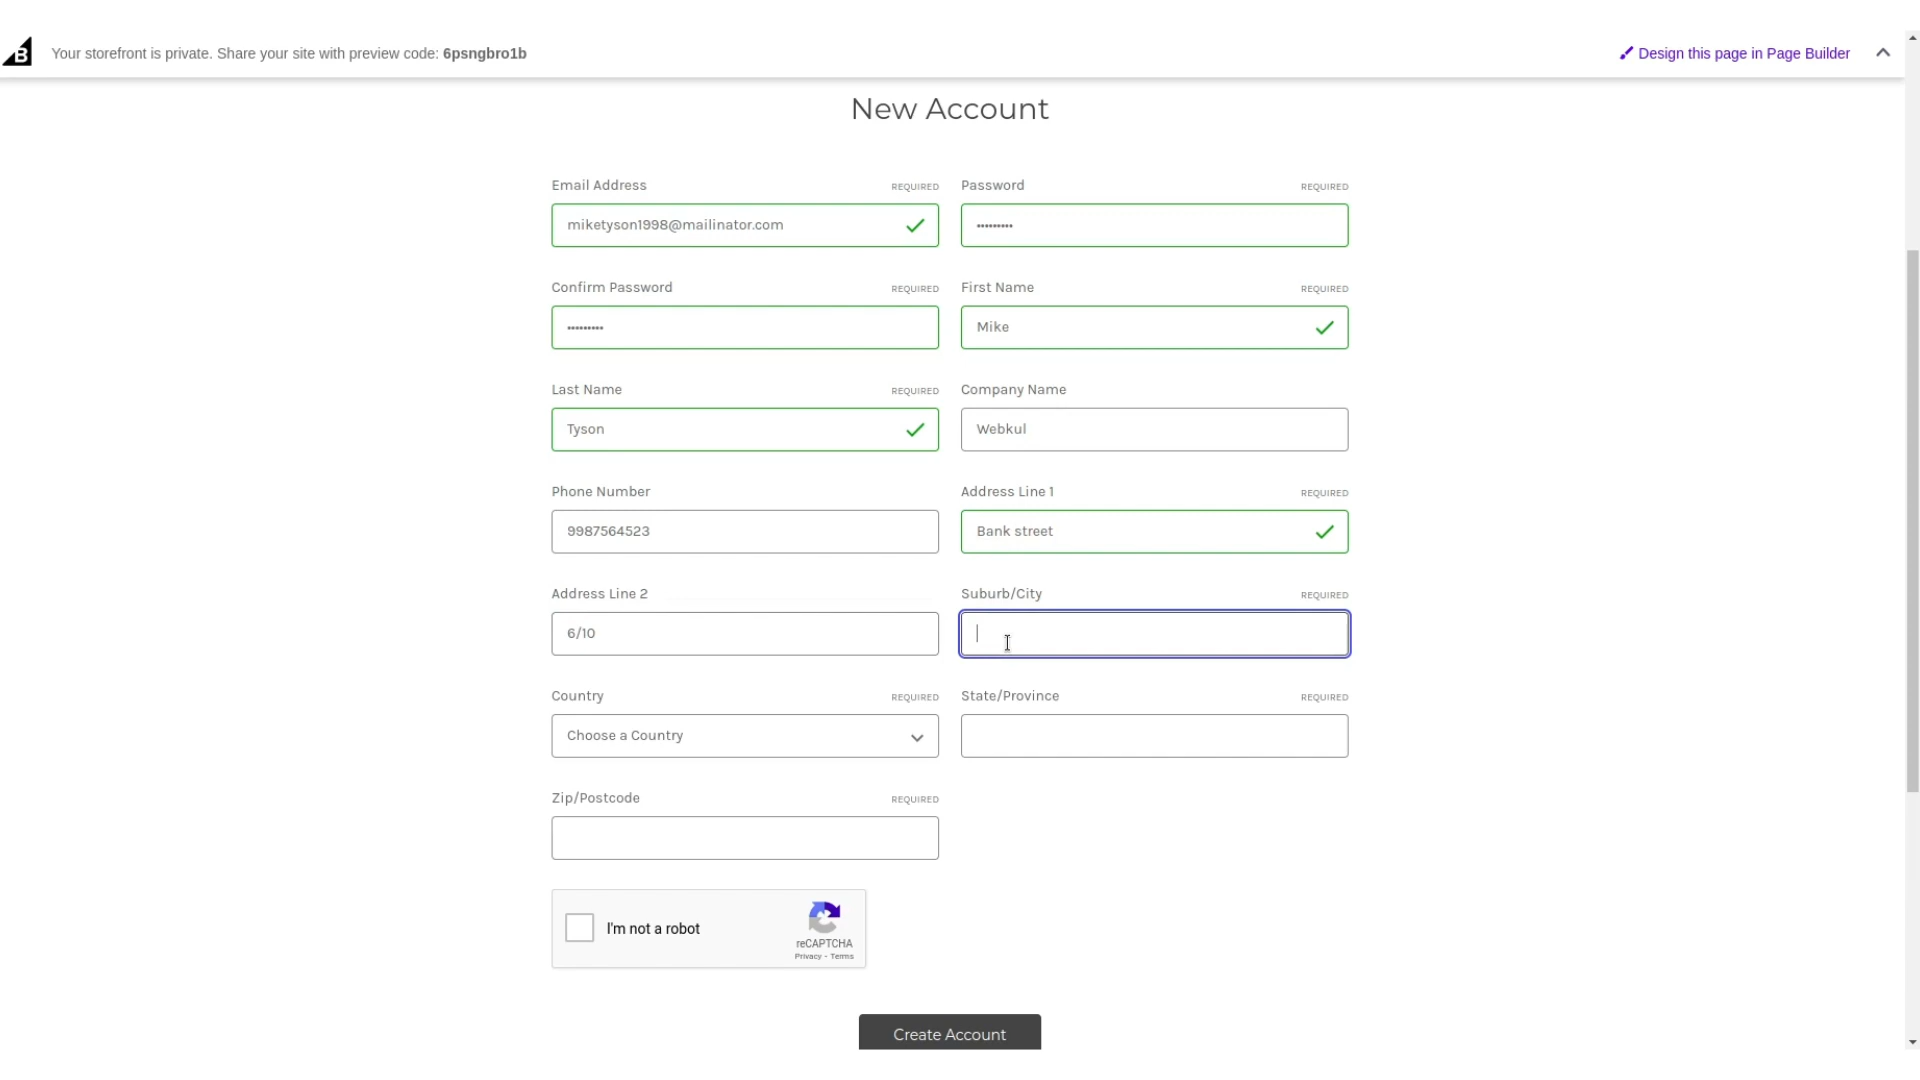 Your storefront is private. Share your site with preview code: 6psngbro1b
Design this page in Page Builder
New Account
Email Address REQUIRED
miketyson1998@mailinator.com
Password REQUIRED
•••••••••
Confirm Password REQUIRED
•••••••••
First Name REQUIRED
Mike
Last Name REQUIRED
Tyson
Company Name
Webkul
Phone Number
9987564523
Address Line 1 REQUIRED
Bank street
Address Line 2
6/10
Suburb/City REQUIRED
Country REQUIRED
Choose a Country
State/Province REQUIRED
Zip/Postcode REQUIRED
I'm not a robot
reCAPTCHA
Privacy - Terms
Create Account